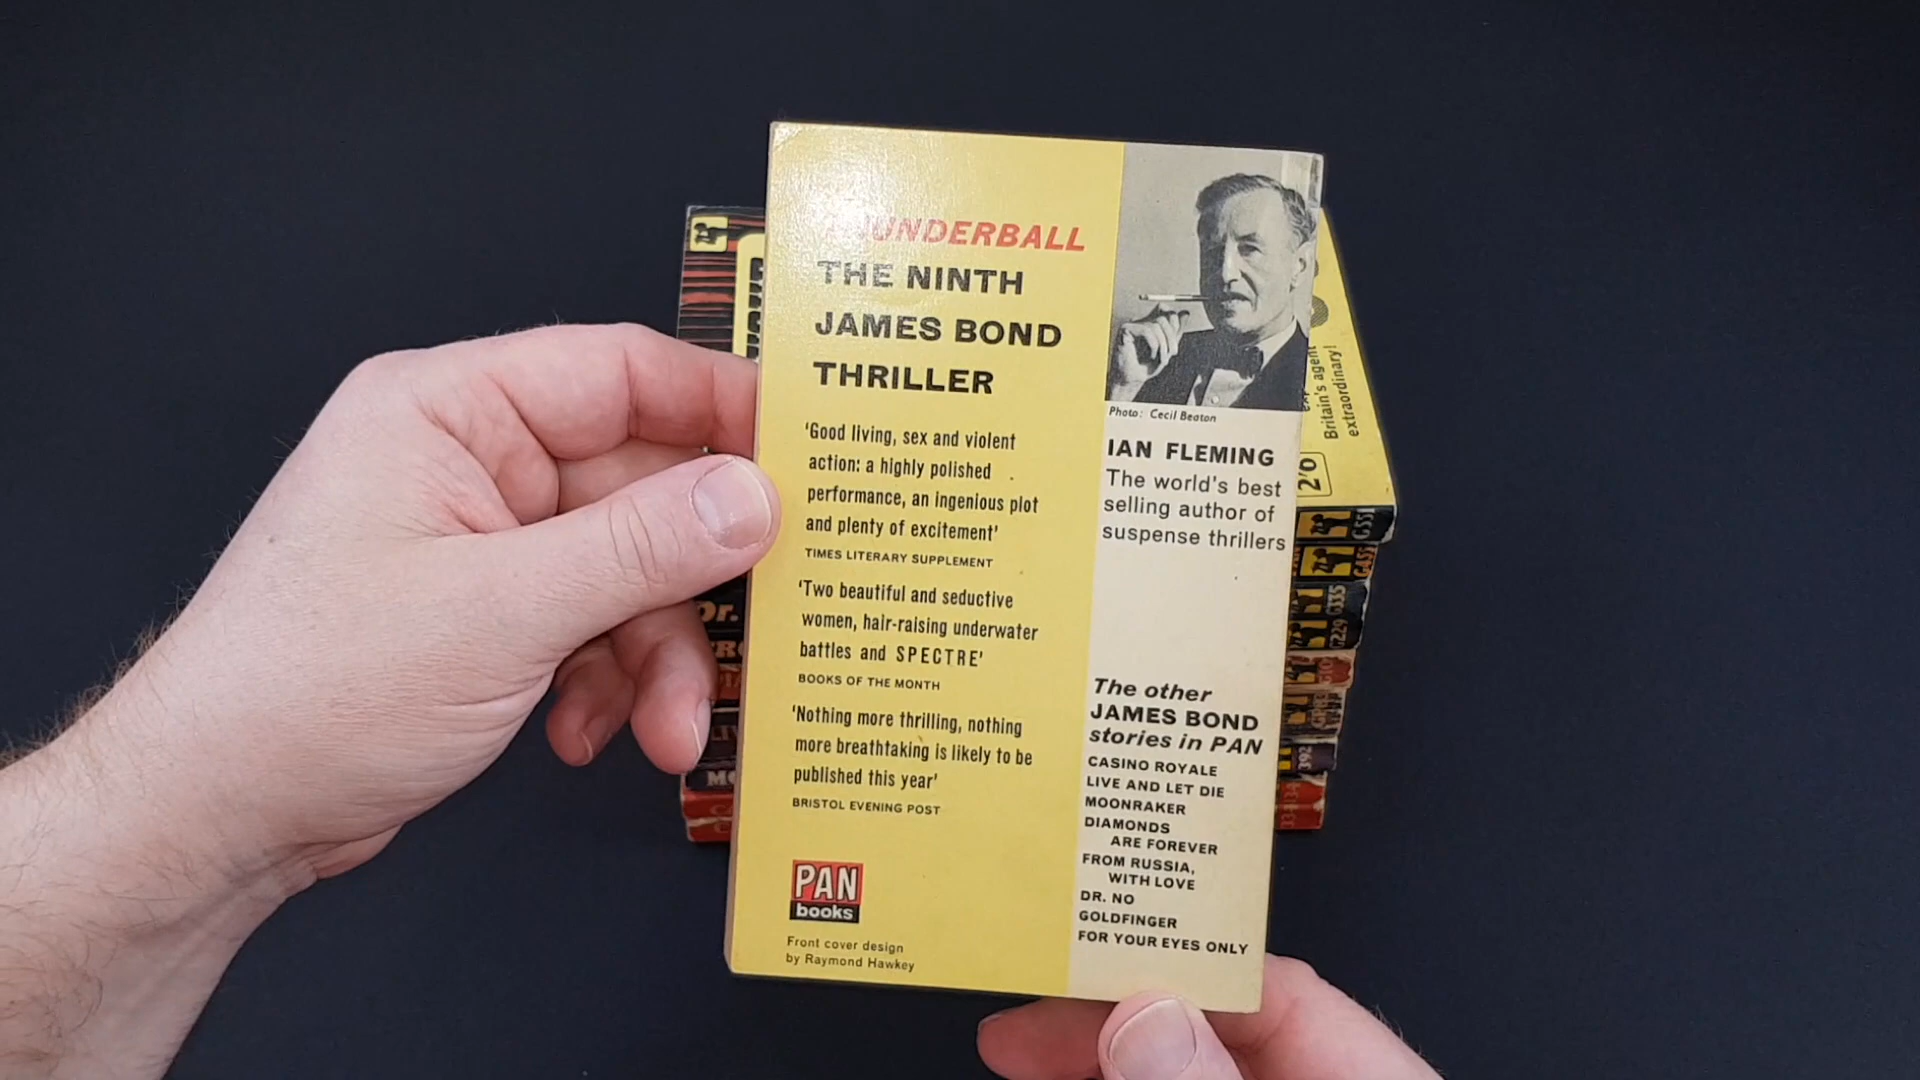 THUNDERBALL
THE NINTH
JAMES BOND
THRILLER
'Good living, sex and violent
action: a highly polished
performance, an ingenious plot
and plenty of excitement'
TIMES LITERARY SUPPLEMENT
'Two beautiful and seductive
women, hair-raising underwater
battles and SPECTRE'
BOOKS OF THE MONTH
'Nothing more thrilling, nothing
more breathtaking is likely to be
published this year'
BRISTOL EVENING POST
PAN
books
Front cover design
by Raymond Hawkey
Photo: Cecil Beaton
IAN FLEMING
The world's best
selling author of
suspense thrillers
The other
JAMES BOND
stories in PAN
CASINO ROYALE
LIVE AND LET DIE
MOONRAKER
DIAMONDS
ARE FOREVER
FROM RUSSIA,
WITH LOVE
DR. NO
GOLDFINGER
FOR YOUR EYES ONLY
Britain's agent
extraordinary!
2/6
Dr.
G335
G229